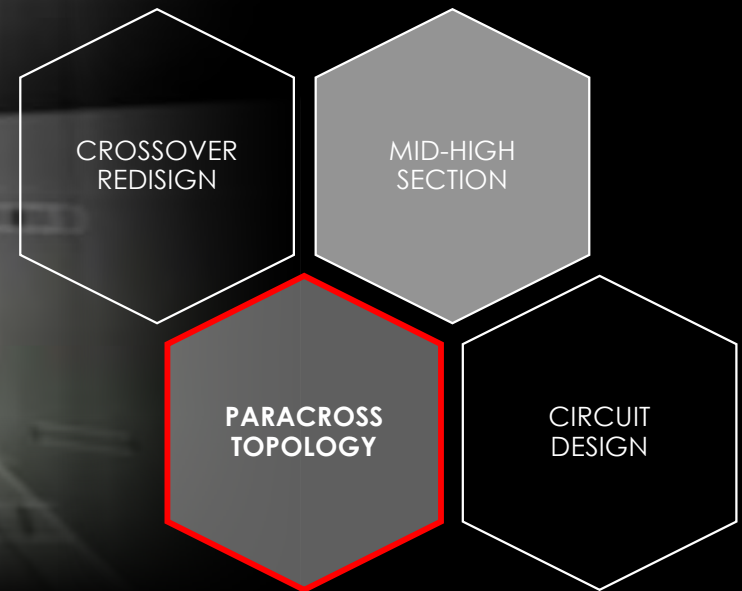 CROSSOVER
REDISIGN
MID-HIGH
SECTION
PARACROSS
TOPOLOGY
CIRCUIT
DESIGN